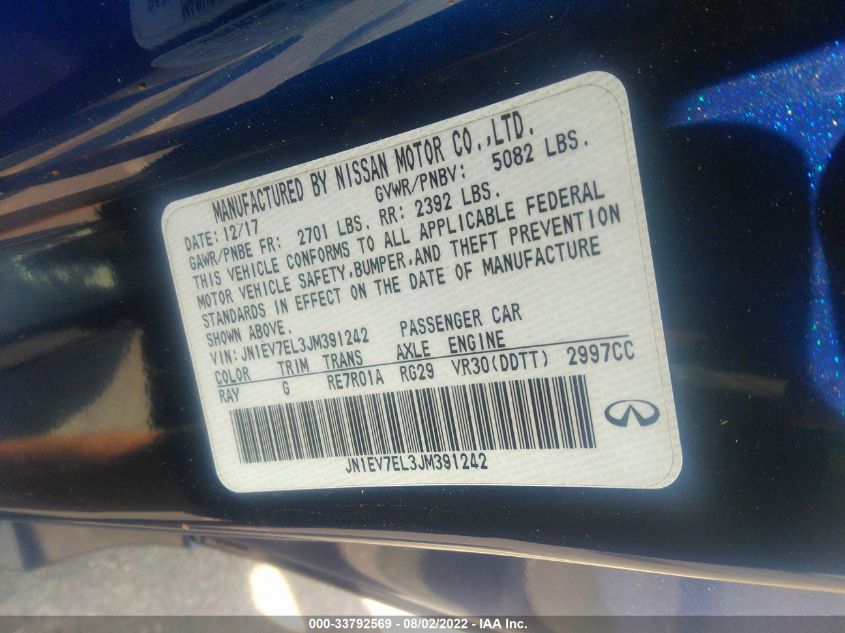 MANUFACTURED BY NISSAN MOTOR CO.,LTD.
DATE: 12/17 GVWR/PNBV: 5082 LBS.
GAWR/PNBE FR: 2701 LBS. RR: 2392 LBS.
THIS VEHICLE CONFORMS TO ALL APPLICABLE FEDERAL
MOTOR VEHICLE SAFETY,BUMPER,AND THEFT PREVENTION
STANDARDS IN EFFECT ON THE DATE OF MANUFACTURE
SHOWN ABOVE.
VIN: JN1EV7EL3JM391242 PASSENGER CAR
COLOR TRIM TRANS AXLE ENGINE
RAY G RE7R01A RG29 VR30(DDTT) 2997CC
JN1EV7EL3JM391242
000-33792569 - 08/02/2022 - IAA Inc.